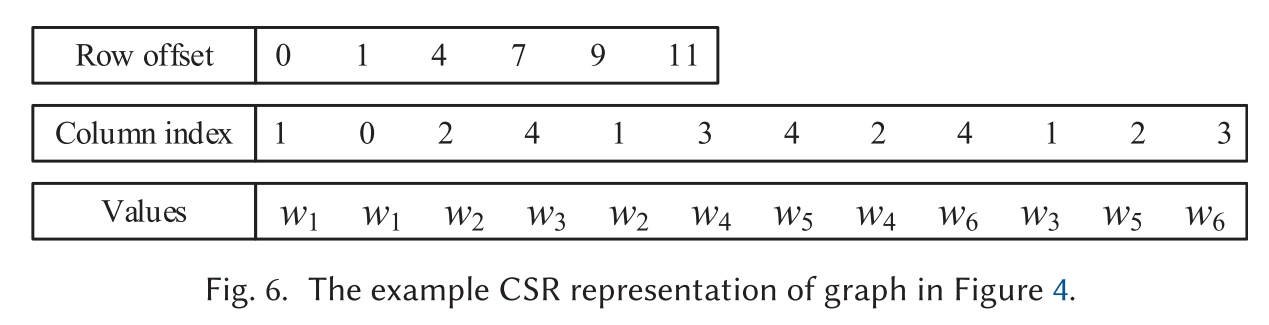 Row offset 0 1 4 7 9 11
Column index 1 0 2 4 1 3 4 2 4 1 2 3
Values w₁ w₁ w₂ w₃ w₂ w₄ w₅ w₄ w₆ w₃ w₅ w₆
Fig. 6. The example CSR representation of graph in Figure 4.